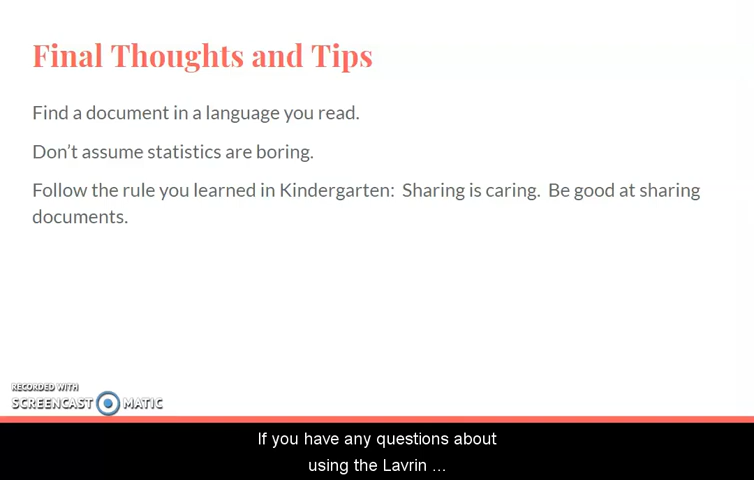 Final Thoughts and Tips
Find a document in a language you read.
Don't assume statistics are boring.
Follow the rule you learned in Kindergarten:  Sharing is caring.  Be good at sharing
documents.
RECORDED WITH
SCREENCAST MATIC
If you have any questions about
using the Lavrin ...